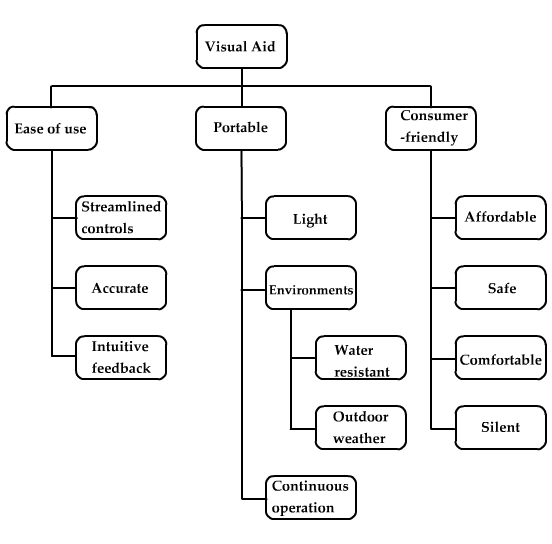 Visual Aid
Ease of use
Portable
Consumer
-friendly
Streamlined
controls
Accurate
Intuitive
feedback
Light
Environments
Water
resistant
Outdoor
weather
Continuous
operation
Affordable
Safe
Comfortable
Silent